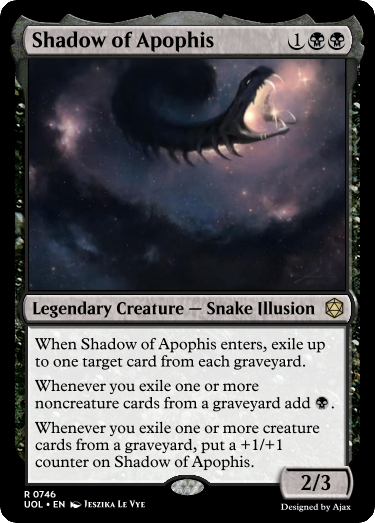 Shadow of Apophis 1
Legendary Creature — Snake Illusion
When Shadow of Apophis enters, exile up
to one target card from each graveyard.
Whenever you exile one or more
noncreature cards from a graveyard add .
Whenever you exile one or more creature
cards from a graveyard, put a +1/+1
counter on Shadow of Apophis.
2/3
R 0746
UOL • EN Jeszika Le Vye
Designed by Ajax